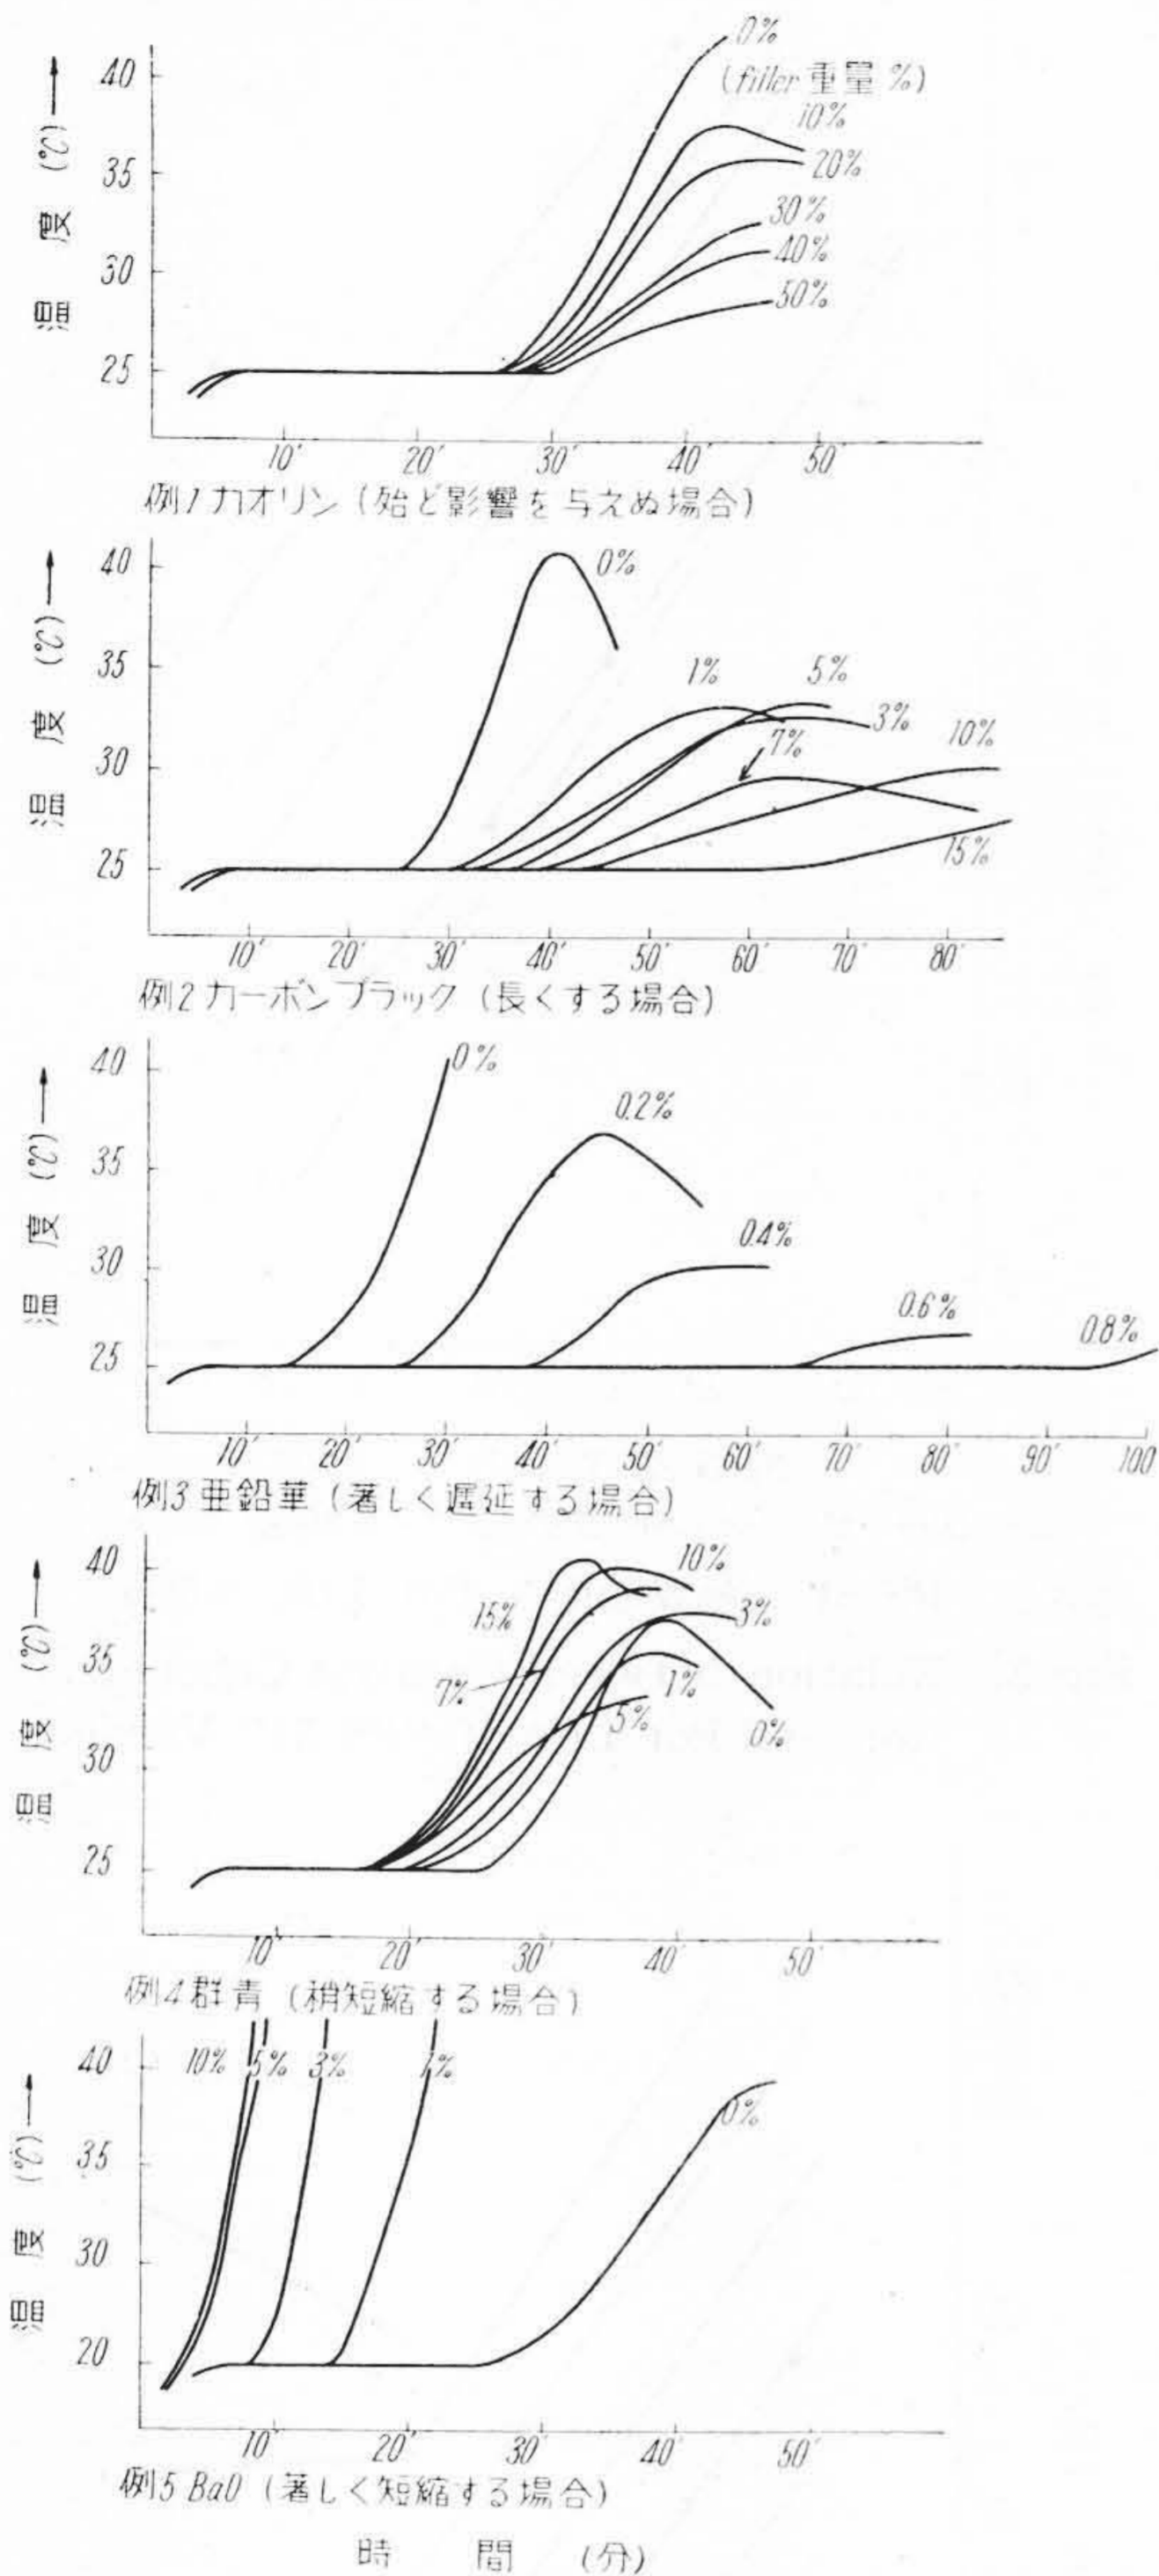 0%
40
(filler 重量 %)
10%
35
20%
30%
30
40%
50%
25
温度 (℃) →
10′ 20′ 30′ 40′ 50′
例1 カオリン (殆ど影響を与えぬ場合)
40
0%
35
1% 5%
3%
7%
10%
30
25
15%
温度 (℃) →
10′ 20′ 30′ 40′ 50′ 60′ 70′ 80′
例2 カーボンブラック (長くする場合)
40
0%
0.2%
35
0.4%
30
0.6%
0.8%
25
温度 (℃) →
10′ 20′ 30′ 40′ 50′ 60′ 70′ 80′ 90′ 100
例3 亜鉛華 (著しく遅延する場合)
40
10%
15%
3%
35
7%
1%
5%
0%
30
25
温度 (℃) →
10′ 20′ 30′ 40′ 50′
例4 群青 (稍短縮する場合)
40
10% 5% 3% 1%
0%
35
30
20
温度 (℃) →
10′ 20′ 30′ 40′ 50′
例5 BaO (著しく短縮する場合)
時間 (分)